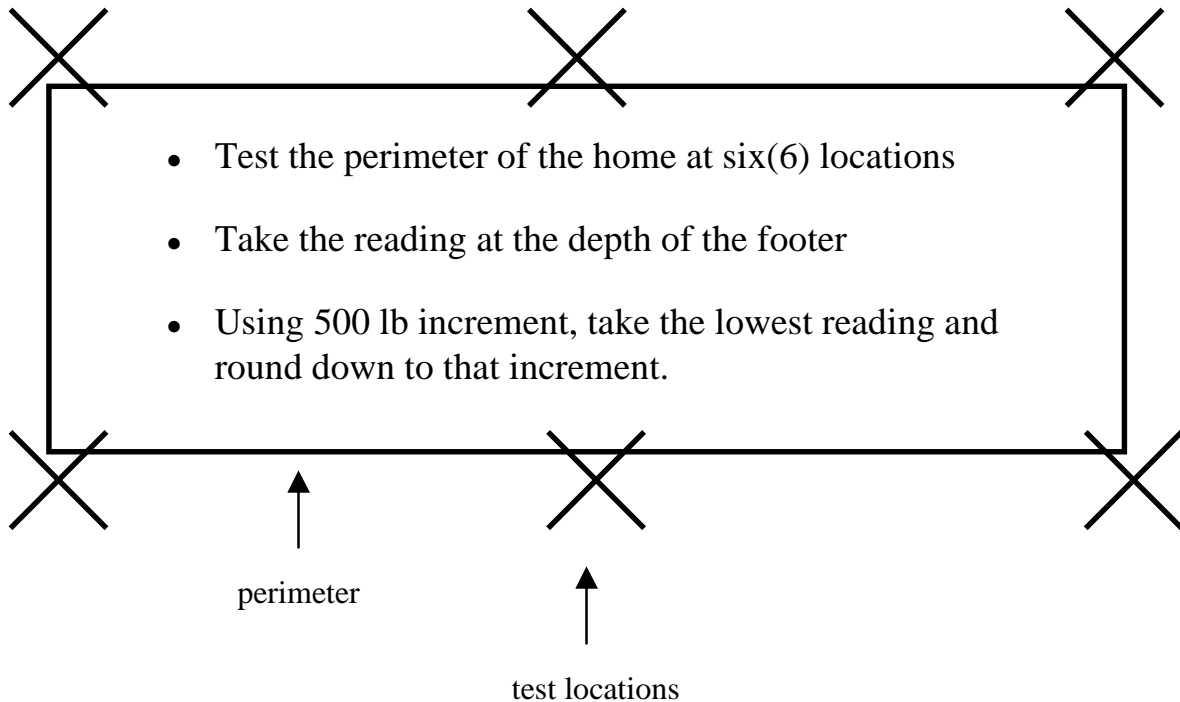 • Test the perimeter of the home at six(6) locations
• Take the reading at the depth of the footer
• Using 500 lb increment, take the lowest reading and
round down to that increment.
perimeter
test locations